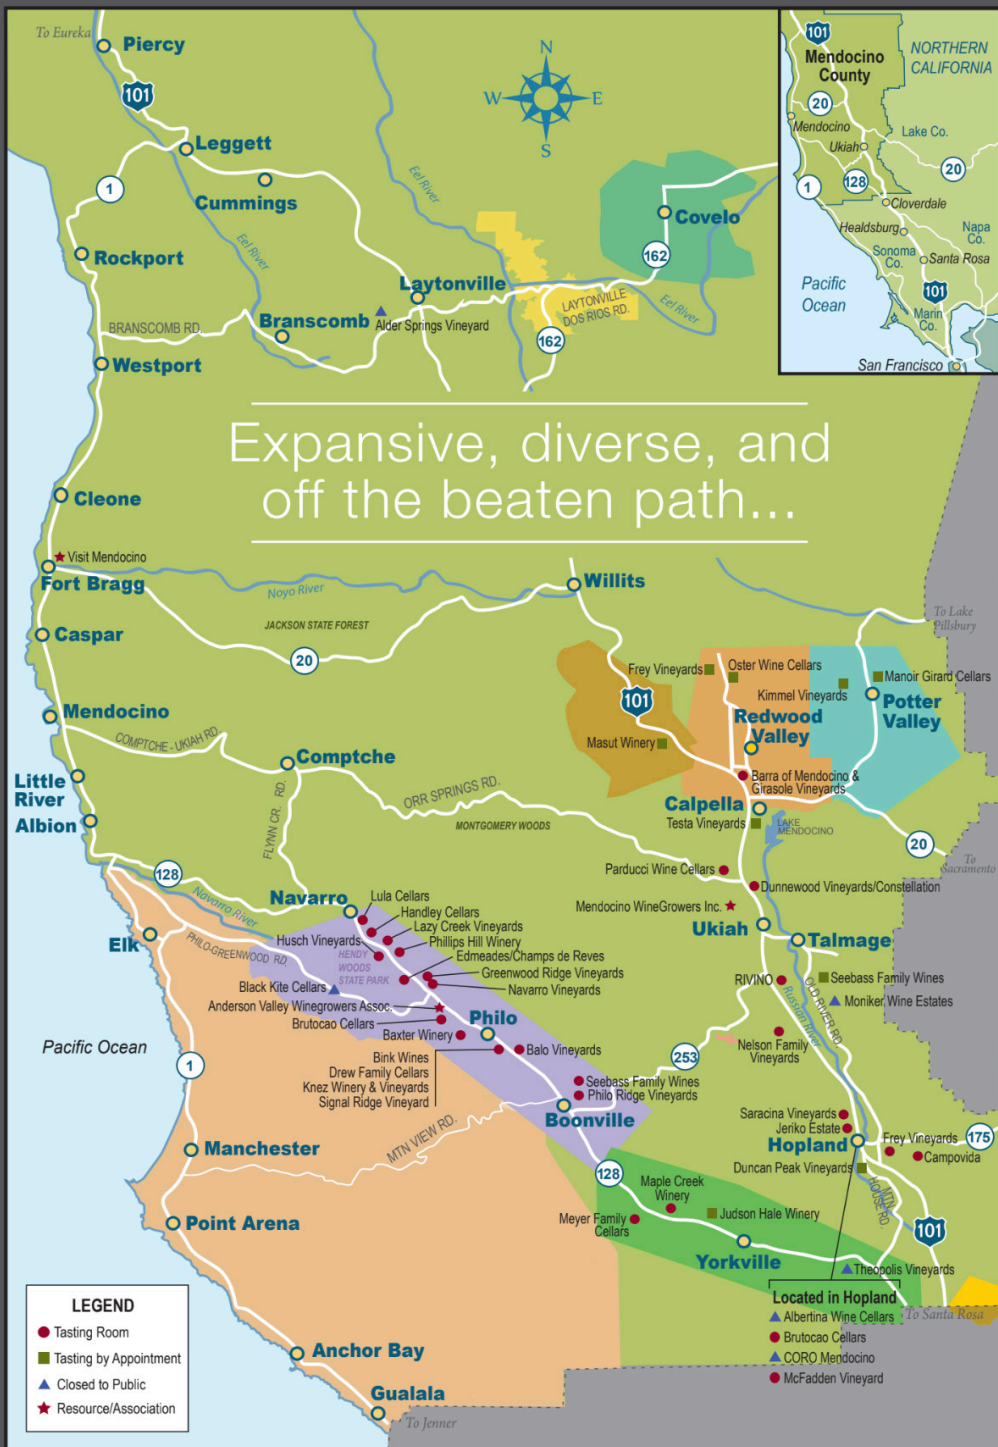 To Eureka
Piercy
101
Leggett
1
Cummings
Rockport
Eel River
Eel River
N
W
E
S
Covelo
162
Laytonville
LAYTONVILLE
DOS RIOS RD.
Eel River
162
BRANSCOMB RD.
Branscomb
Alder Springs Vineyard
Westport
101
Mendocino
County
NORTHERN
CALIFORNIA
20
Mendocino
Lake Co.
Ukiah
20
1
128
Cloverdale
Healdsburg
Napa
Co.
Sonoma
Co.
Santa Rosa
Pacific
Ocean
101
Marin
Co.
San Francisco
Expansive, diverse, and
off the beaten path...
Cleone
Visit Mendocino
Fort Bragg
Noyo River
Willits
Caspar
JACKSON STATE FOREST
20
To Lake
Pillsbury
Frey Vineyards
Oster Wine Cellars
Manoir Girard Cellars
Kimmel Vineyards
101
Potter
Valley
Redwood
Valley
Masut Winery
Mendocino
COMPTCHE - UKIAH RD.
Comptche
Little
River
Albion
FLYNN CR. RD.
ORR SPRINGS RD.
MONTGOMERY WOODS
Barra of Mendocino &
Girasole Vineyards
Calpella
Testa Vineyards
LAKE
MENDOCINO
20
To
Sacramento
128
Parducci Wine Cellars
Dunnewood Vineyards/Constellation
Mendocino WineGrowers Inc.
Ukiah
Talmage
Navarro River
Navarro
Lula Cellars
Handley Cellars
Lazy Creek Vineyards
Husch Vineyards
Phillips Hill Winery
Edmeades/Champs de Reves
Greenwood Ridge Vineyards
Navarro Vineyards
HENDY
WOODS
STATE PARK
Elk
PHILO-GREENWOOD RD.
Black Kite Cellars
Anderson Valley Winegrowers Assoc.
Brutocao Cellars
Baxter Winery
Philo
Bink Wines
Drew Family Cellars
Knez Winery & Vineyards
Signal Ridge Vineyard
Balo Vineyards
RIVINO
Russian River
OLD RIVER RD.
Seebass Family Wines
Moniker Wine Estates
Nelson Family
Vineyards
Pacific Ocean
1
253
Seebass Family Wines
Philo Ridge Vineyards
Boonville
MTN VIEW RD.
Saracina Vineyards
Jeriko Estate
Hopland
Frey Vineyards
175
Campovida
Duncan Peak Vineyards
MTN.
HOUSE RD.
Manchester
128
Maple Creek
Winery
Judson Hale Winery
Meyer Family
Cellars
Yorkville
101
Point Arena
Theopolis Vineyards
Located in Hopland
Albertina Wine Cellars
Brutocao Cellars
CORO Mendocino
McFadden Vineyard
To Santa Rosa
LEGEND
Tasting Room
Tasting by Appointment
Closed to Public
Resource/Association
Anchor Bay
Gualala
To Jenner